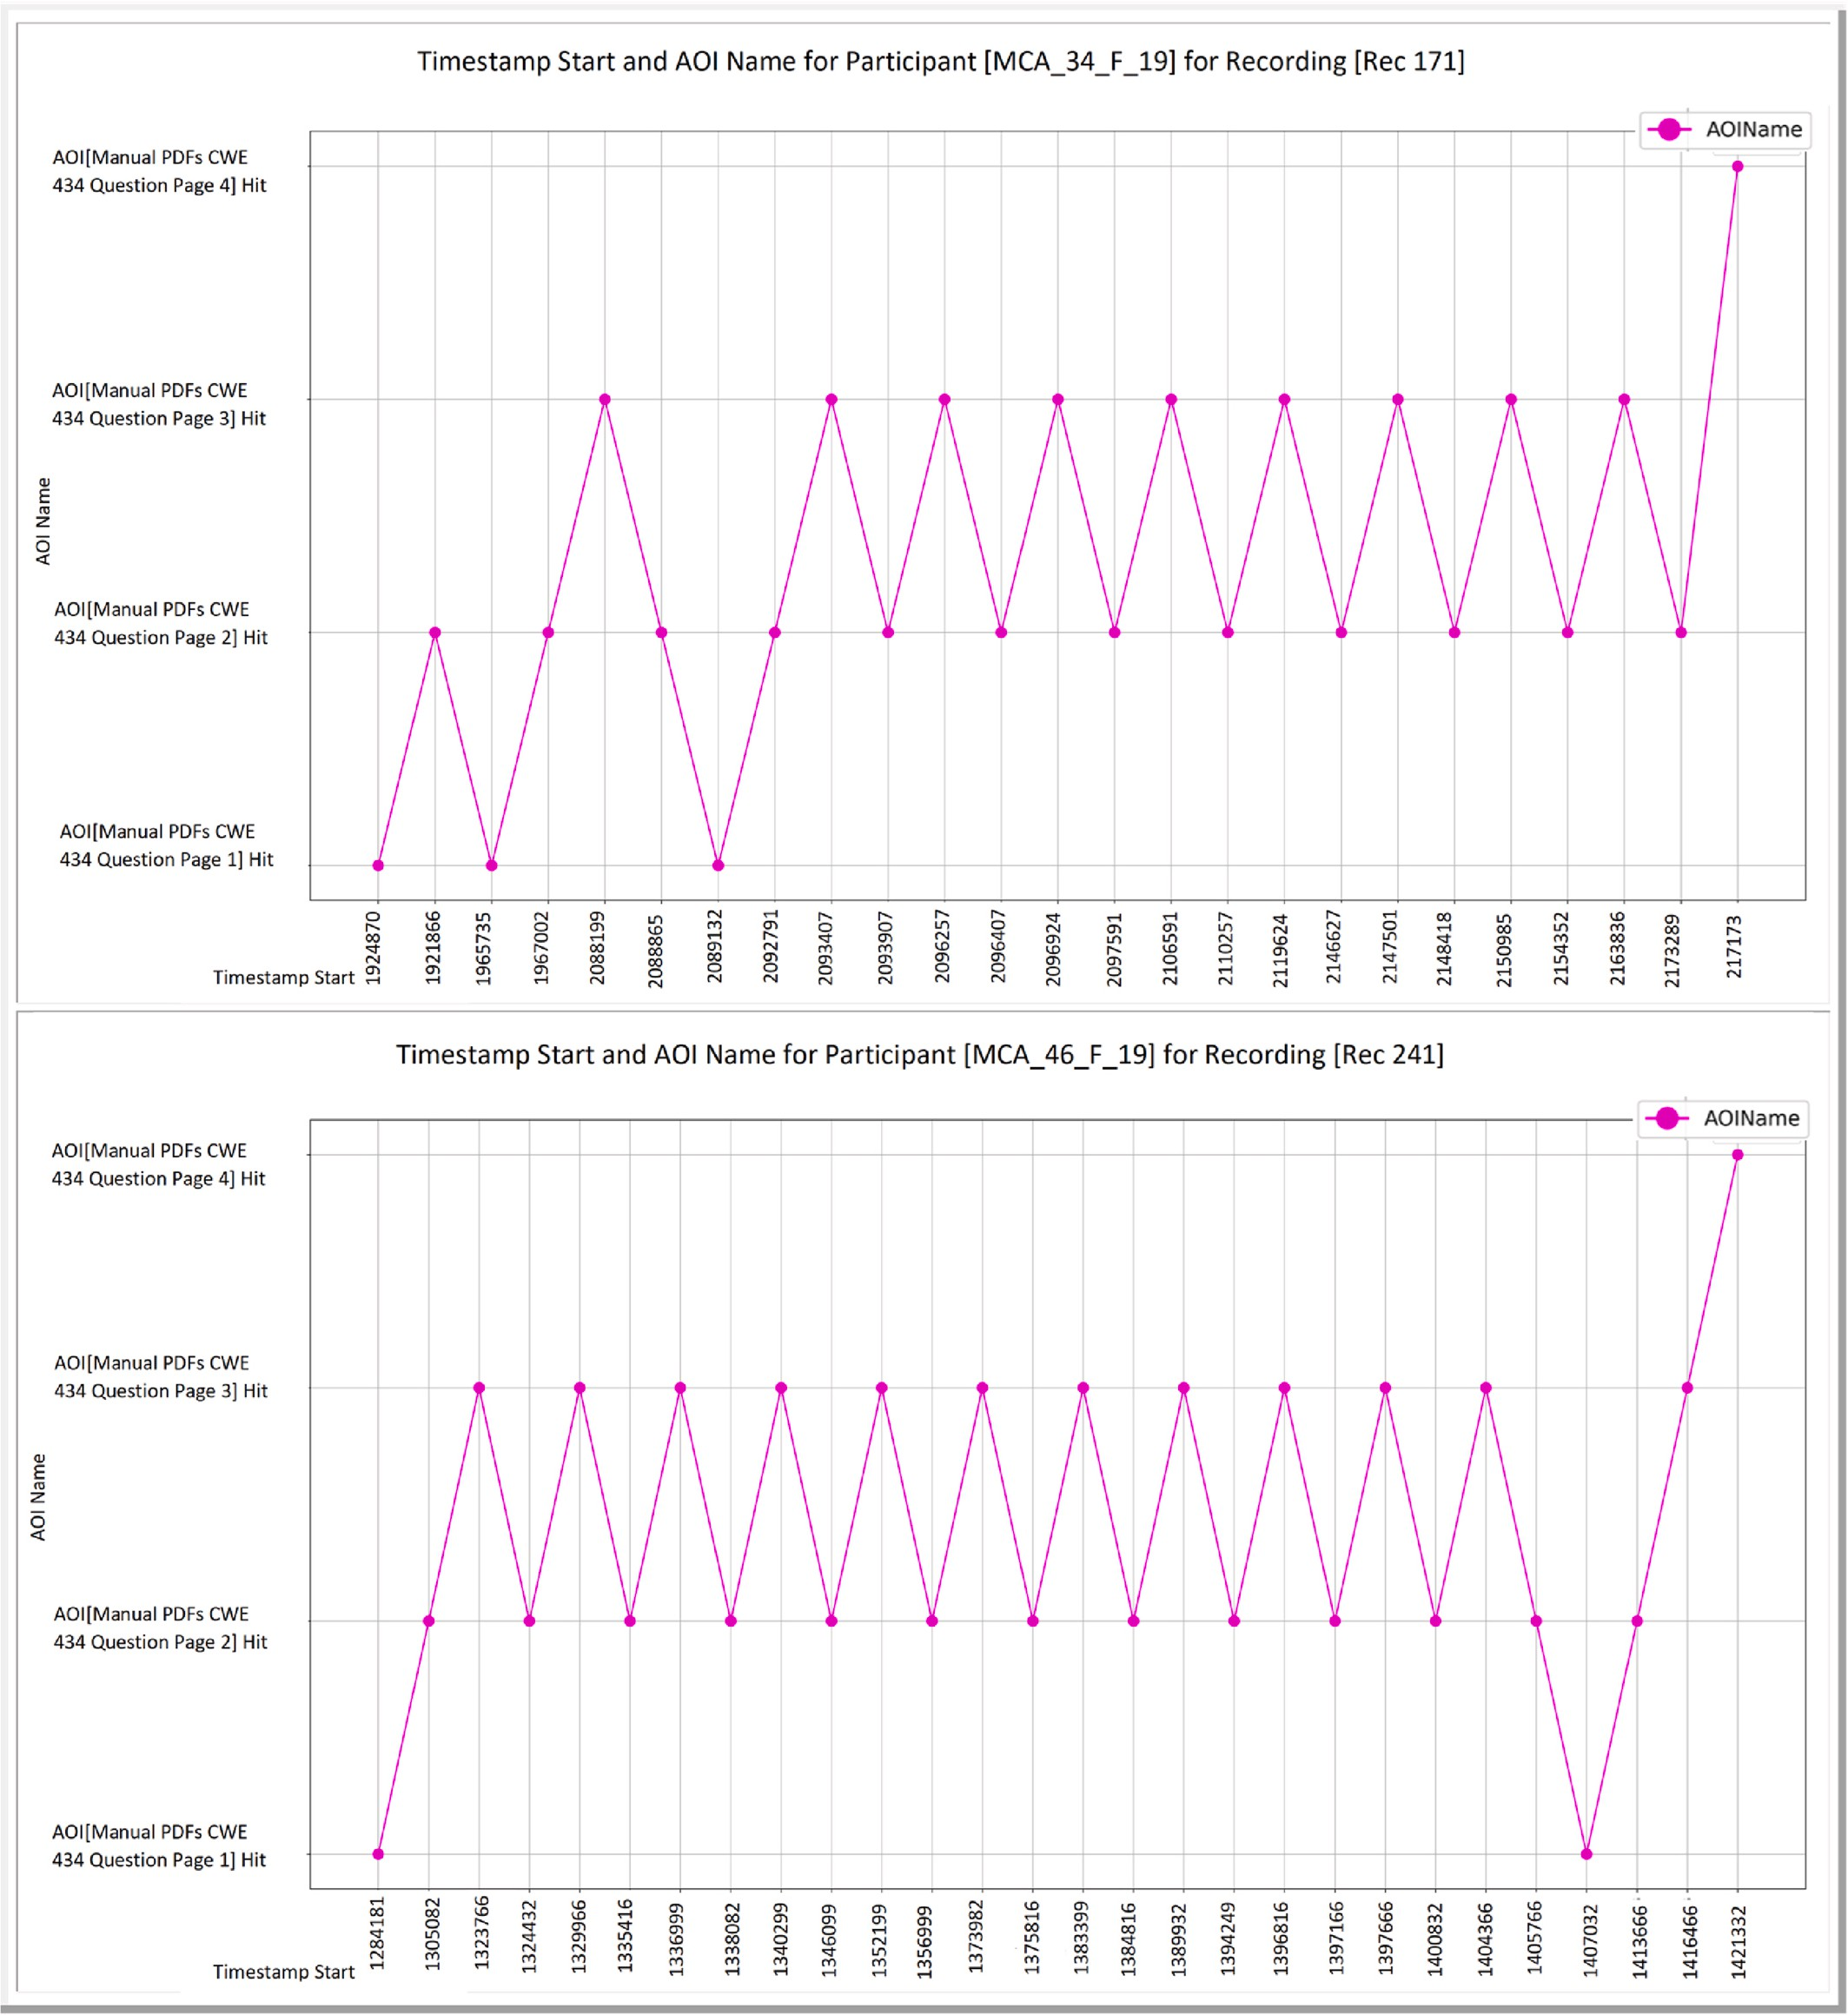 Timestamp Start and AOI Name for Participant [MCA_34_F_19] for Recording [Rec 171]
AOIName
AOI[Manual PDFs CWE
434 Question Page 4] Hit
AOI[Manual PDFs CWE
434 Question Page 3] Hit
AOI Name
AOI[Manual PDFs CWE
434 Question Page 2] Hit
AOI[Manual PDFs CWE
434 Question Page 1] Hit
Timestamp Start
1924870
1921866
1965735
1967002
2088199
2088865
2089132
2092791
2093407
2093907
2096257
2096407
2096924
2097591
2106591
2110257
2119624
2146627
2147501
2148418
2150985
2154352
2163836
2173289
217173
Timestamp Start and AOI Name for Participant [MCA_46_F_19] for Recording [Rec 241]
AOIName
AOI[Manual PDFs CWE
434 Question Page 4] Hit
AOI[Manual PDFs CWE
434 Question Page 3] Hit
AOI Name
AOI[Manual PDFs CWE
434 Question Page 2] Hit
AOI[Manual PDFs CWE
434 Question Page 1] Hit
Timestamp Start
1284181
1305082
1323766
1324432
1329966
1335416
1336999
1338082
1340299
1346099
1352199
1356999
1373982
1375816
1383399
1384816
1389932
1394249
1396816
1397166
1397666
1400832
1404366
1405766
1407032
1413666
1416466
1421332